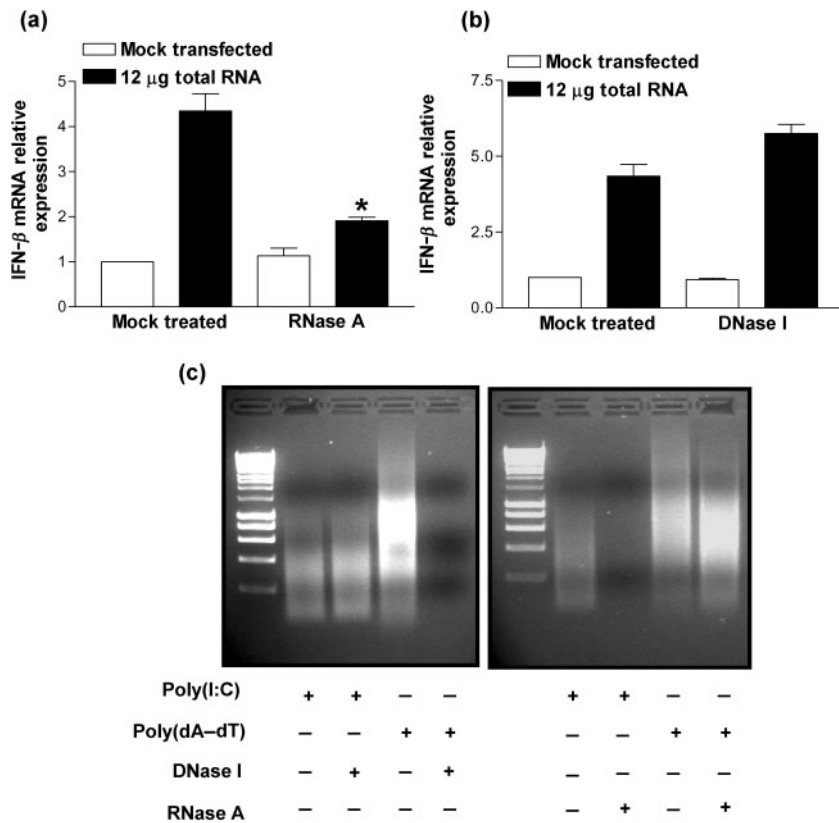 (a)
Mock transfected
12 μg total RNA
IFN-β mRNA relative
expression
5
4
3
2
1
0
*
Mock treated RNase A
(b)
Mock transfected
12 μg total RNA
IFN-β mRNA relative
expression
7.5
5.0
2.5
0.0
Mock treated DNase I
(c)
Poly(I:C) + + – – + + – –
Poly(dA–dT) – – + + – – + +
DNase I – + – + – – – –
RNase A – – – – – + – +